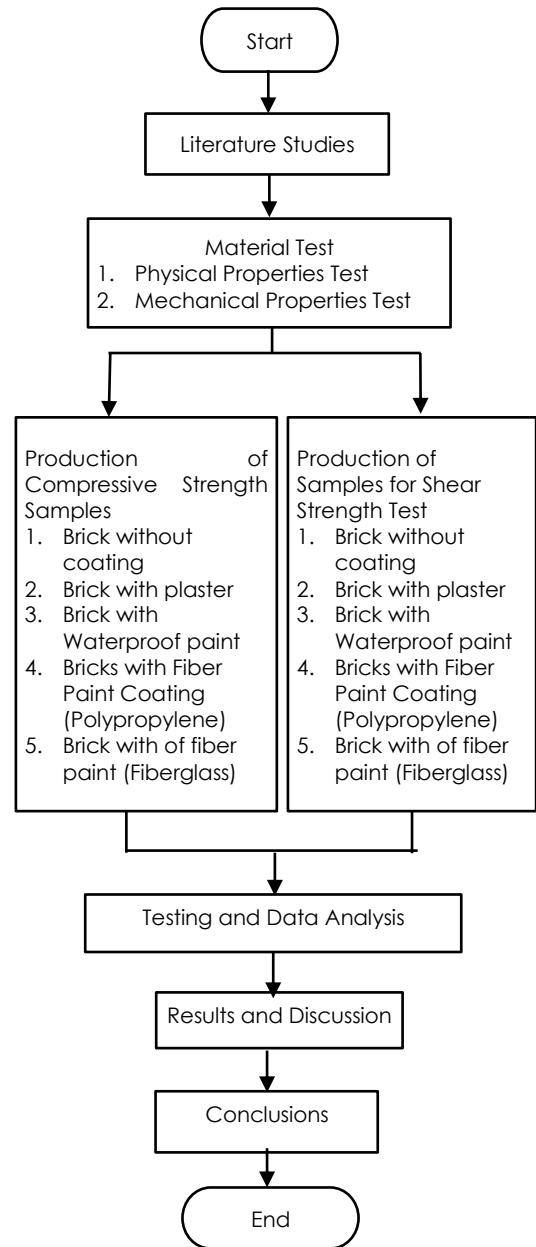 Start
Literature Studies
Material Test
1. Physical Properties Test
2. Mechanical Properties Test
Production of
Compressive Strength
Samples
1. Brick without
coating
2. Brick with plaster
3. Brick with
Waterproof paint
4. Bricks with Fiber
Paint Coating
(Polypropylene)
5. Brick with of fiber
paint (Fiberglass)
Production of
Samples for Shear
Strength Test
1. Brick without
coating
2. Brick with plaster
3. Brick with
Waterproof paint
4. Bricks with Fiber
Paint Coating
(Polypropylene)
5. Brick with of fiber
paint (Fiberglass)
Testing and Data Analysis
Results and Discussion
Conclusions
End